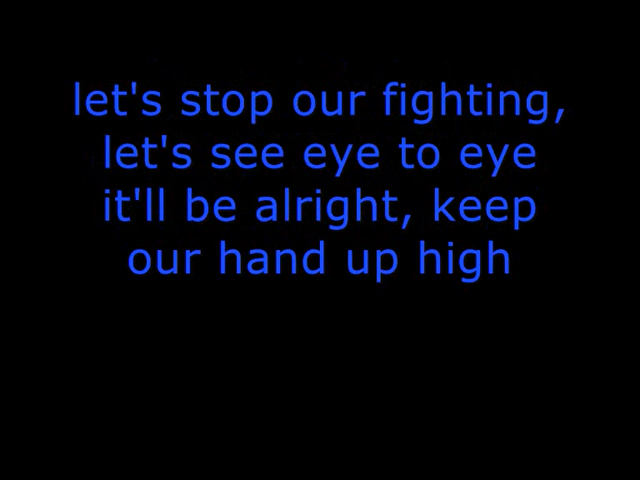 let's stop our fighting,
let's see eye to eye
it'll be alright, keep
our hand up high